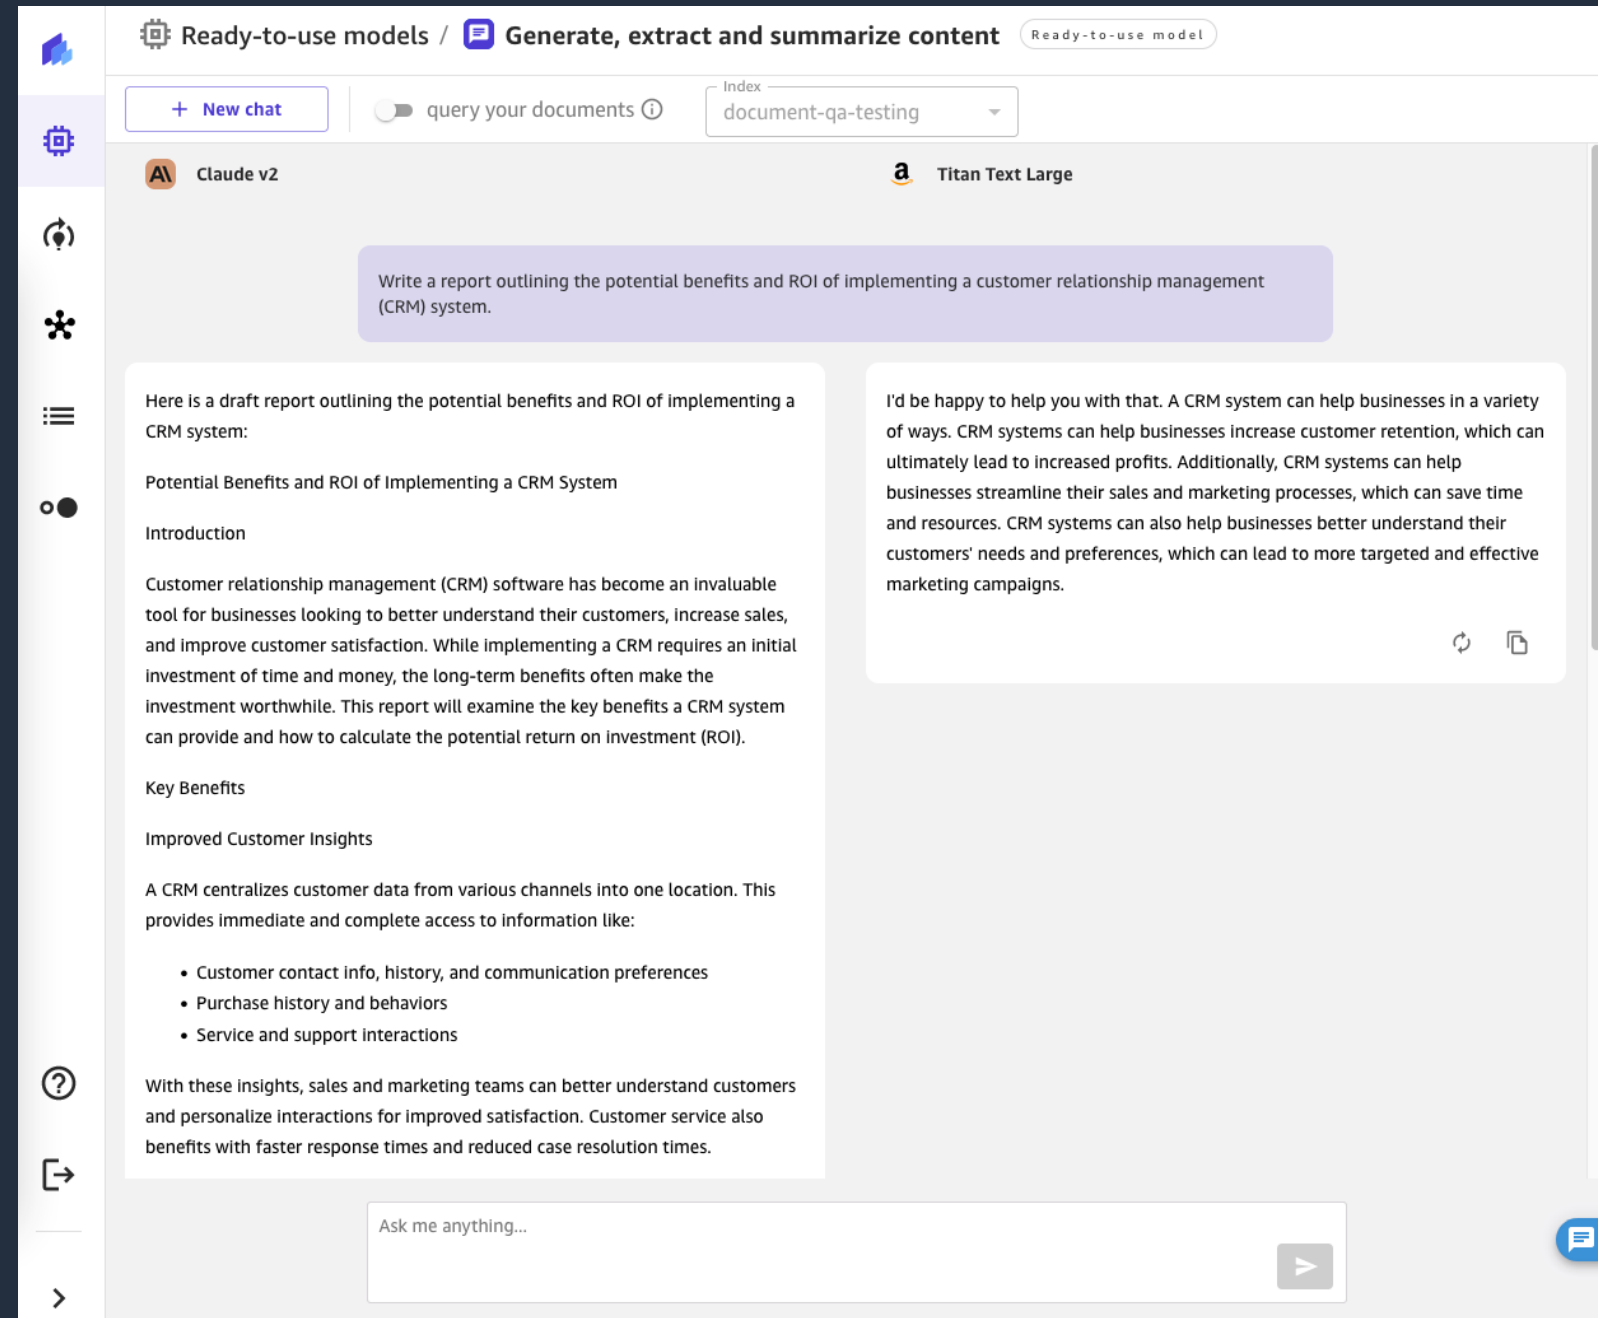 Ready-to-use models / Generate, extract and summarize content Ready-to-use model
+ New chat
query your documents
Index
document-qa-testing
Claude v2
Titan Text Large
Write a report outlining the potential benefits and ROI of implementing a customer relationship management
(CRM) system.
Here is a draft report outlining the potential benefits and ROI of implementing a
CRM system:
Potential Benefits and ROI of Implementing a CRM System
Introduction
Customer relationship management (CRM) software has become an invaluable
tool for businesses looking to better understand their customers, increase sales,
and improve customer satisfaction. While implementing a CRM requires an initial
investment of time and money, the long-term benefits often make the
investment worthwhile. This report will examine the key benefits a CRM system
can provide and how to calculate the potential return on investment (ROI).
Key Benefits
Improved Customer Insights
A CRM centralizes customer data from various channels into one location. This
provides immediate and complete access to information like:
• Customer contact info, history, and communication preferences
• Purchase history and behaviors
• Service and support interactions
With these insights, sales and marketing teams can better understand customers
and personalize interactions for improved satisfaction. Customer service also
benefits with faster response times and reduced case resolution times.
I'd be happy to help you with that. A CRM system can help businesses in a variety
of ways. CRM systems can help businesses increase customer retention, which can
ultimately lead to increased profits. Additionally, CRM systems can help
businesses streamline their sales and marketing processes, which can save time
and resources. CRM systems can also help businesses better understand their
customers' needs and preferences, which can lead to more targeted and effective
marketing campaigns.
Ask me anything...